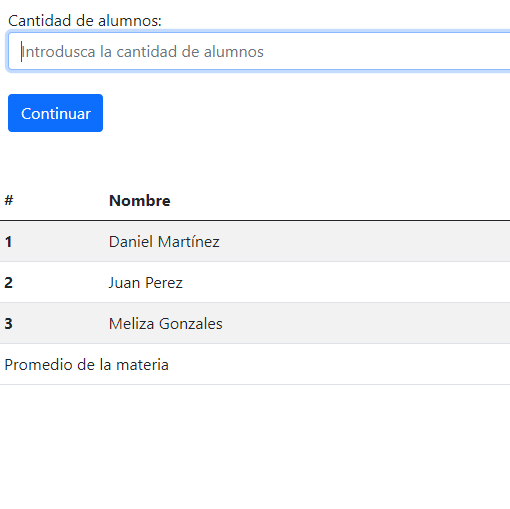 Cantidad de alumnos:
Introdusca la cantidad de alumnos
Continuar
# Nombre
1 Daniel Martínez
2 Juan Perez
3 Meliza Gonzales
Promedio de la materia